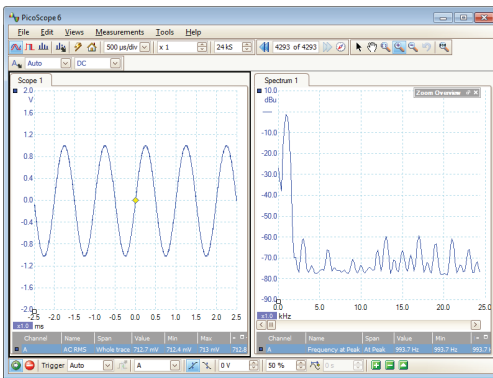 PicoScope 6
File Edit Views Measurements Tools Help
500 µs/div x 1 24 kS 4293 of 4293
A Auto DC
Scope 1
2.0
V
1.6
1.2
0.8
0.4
0.0
-0.4
-0.8
-1.2
-1.6
-2.0
-2.5 -2.0 -1.5 -1.0 -0.5 0.0 0.5 1.0 1.5 2.0 2.5
x1.0 ms
Channel Name Span Value Min Max
A AC RMS Whole trace 712.7 mV 712.4 mV 713 mV 712.8
Spectrum 1
Zoom Overview
10.0
dBu
-10.0
-20.0
-30.0
-40.0
-50.0
-60.0
-70.0
-80.0
-90.0
0.0 5.0 10.0 15.0 20.0 25.0
x1.0 kHz
Channel Name Span Value Min Max
A Frequency at Peak At Peak 993.7 Hz 993.7 Hz 993.7
Trigger Auto A 0 V 50 % 0 s